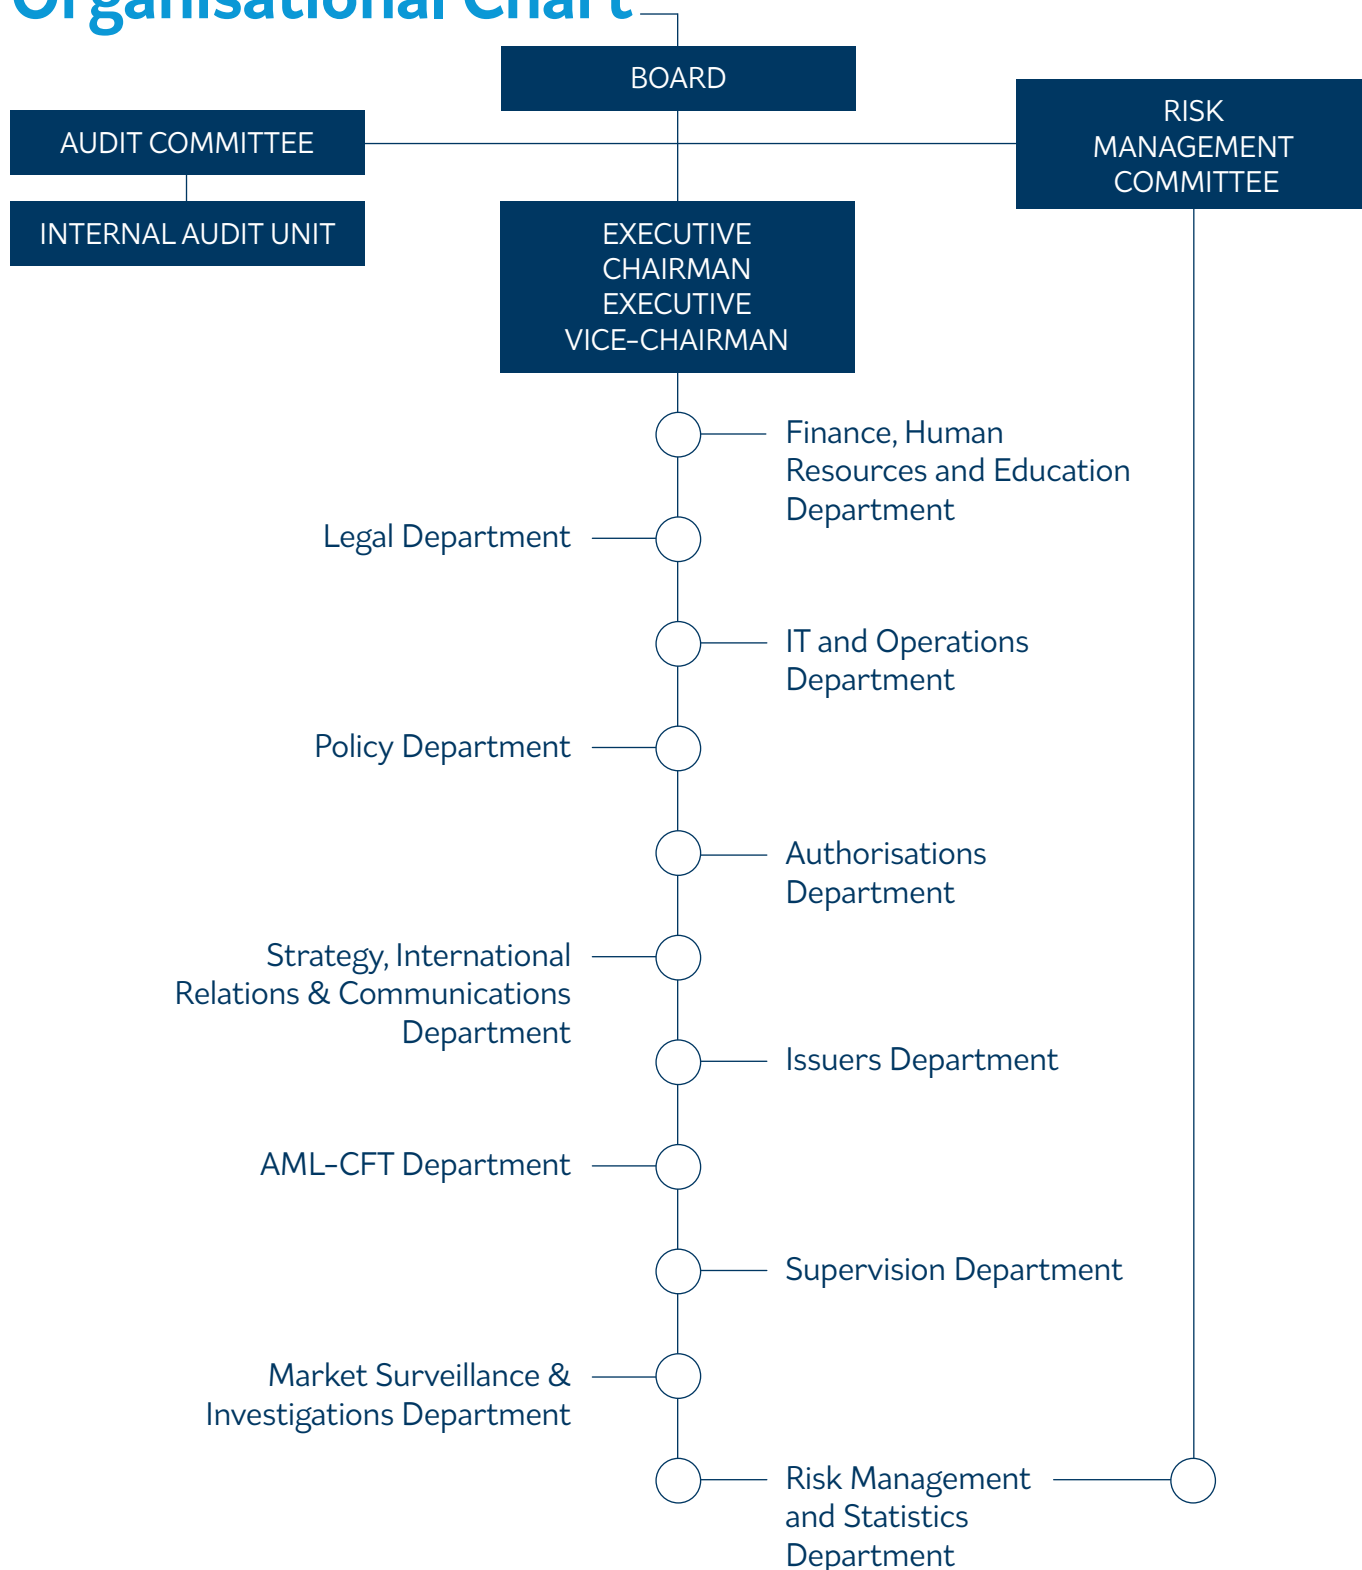 Organisational Chart
BOARD
AUDIT COMMITTEE
INTERNAL AUDIT UNIT
RISK
MANAGEMENT
COMMITTEE
EXECUTIVE
CHAIRMAN
EXECUTIVE
VICE-CHAIRMAN
Finance, Human
Resources and Education
Department
Legal Department
IT and Operations
Department
Policy Department
Authorisations
Department
Strategy, International
Relations & Communications
Department
Issuers Department
AML-CFT Department
Supervision Department
Market Surveillance &
Investigations Department
Risk Management
and Statistics
Department